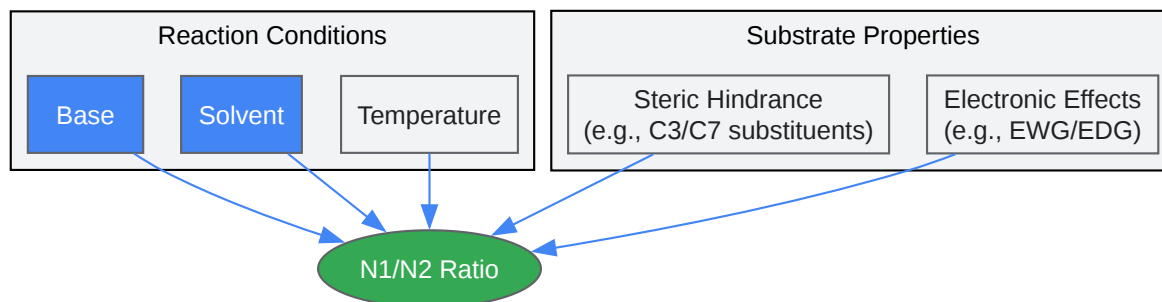 Reaction Conditions
Base
Solvent
Temperature
Substrate Properties
Steric Hindrance
(e.g., C3/C7 substituents)
Electronic Effects
(e.g., EWG/EDG)
N1/N2 Ratio